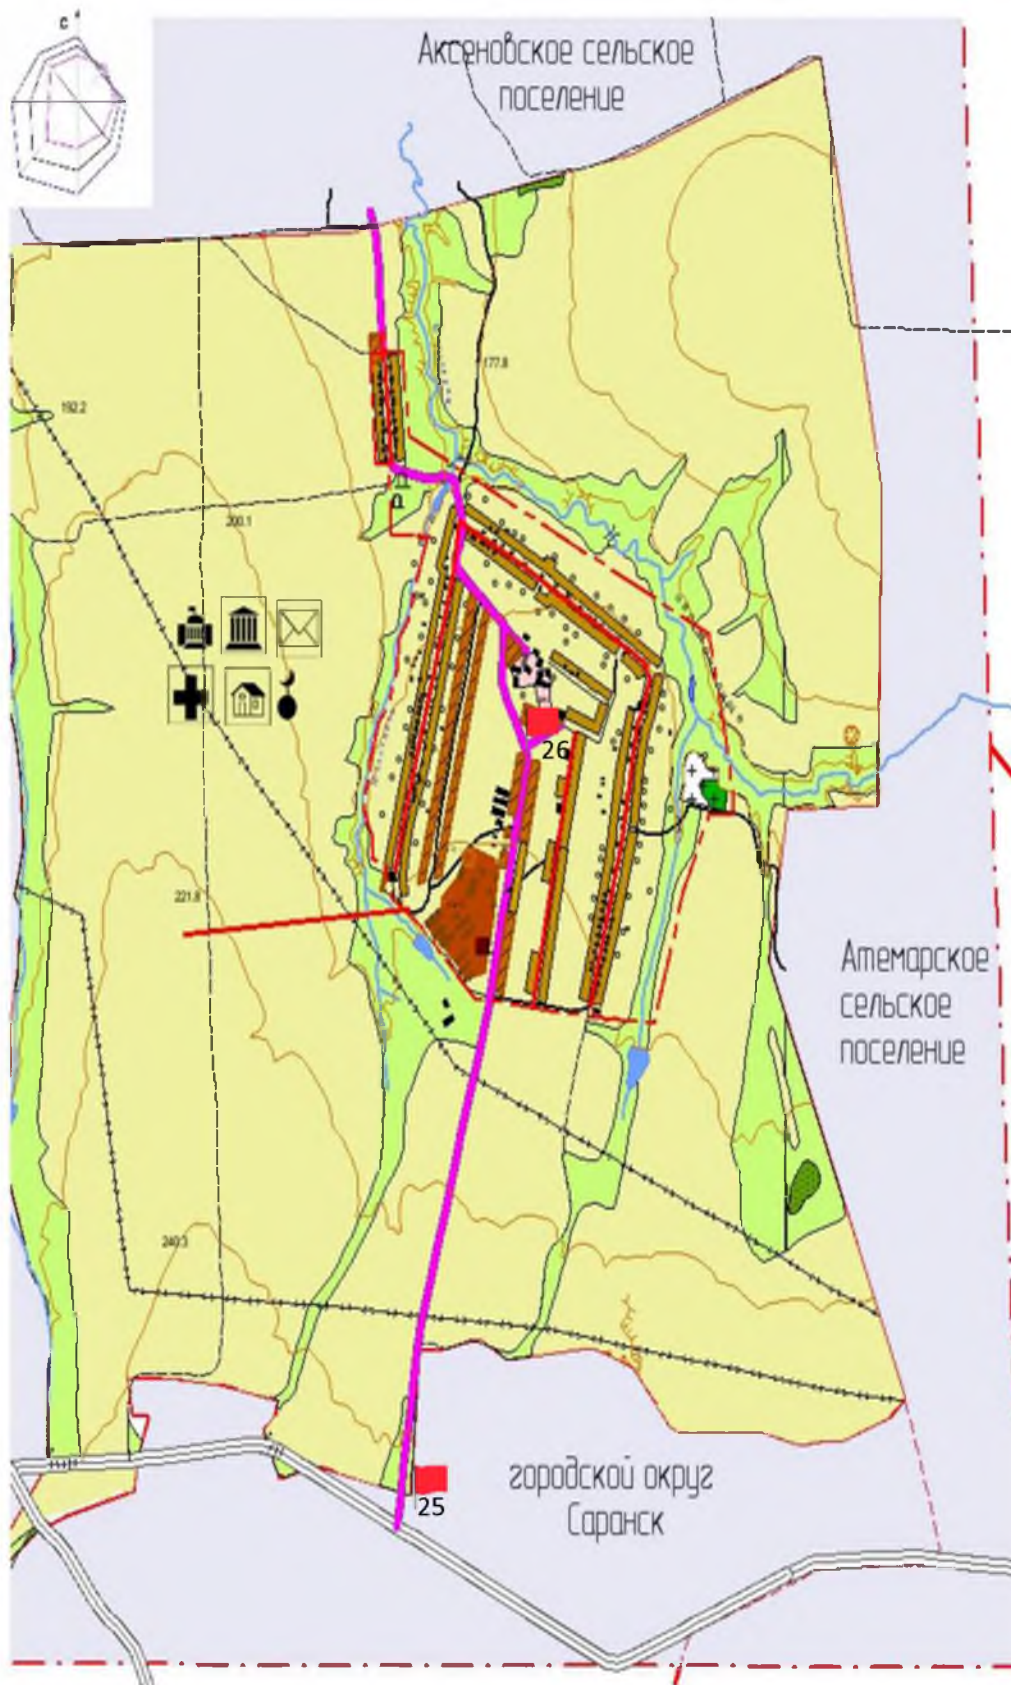 с
Аксеновское сельское
поселение
177.8
192.2
200.1
26
221.8
Атемарское
сельское
поселение
240.3
городской округ
Саранск
25